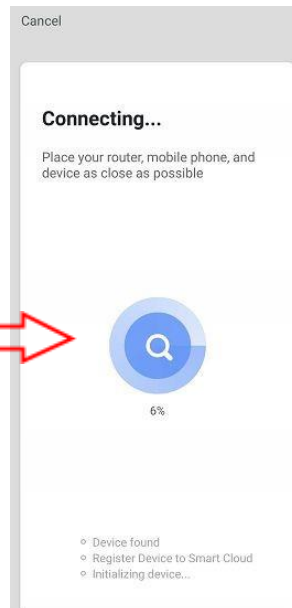 Cancel
Connecting...
Place your router, mobile phone, and
device as close as possible
6%
Device found
Register Device to Smart Cloud
Initializing device...